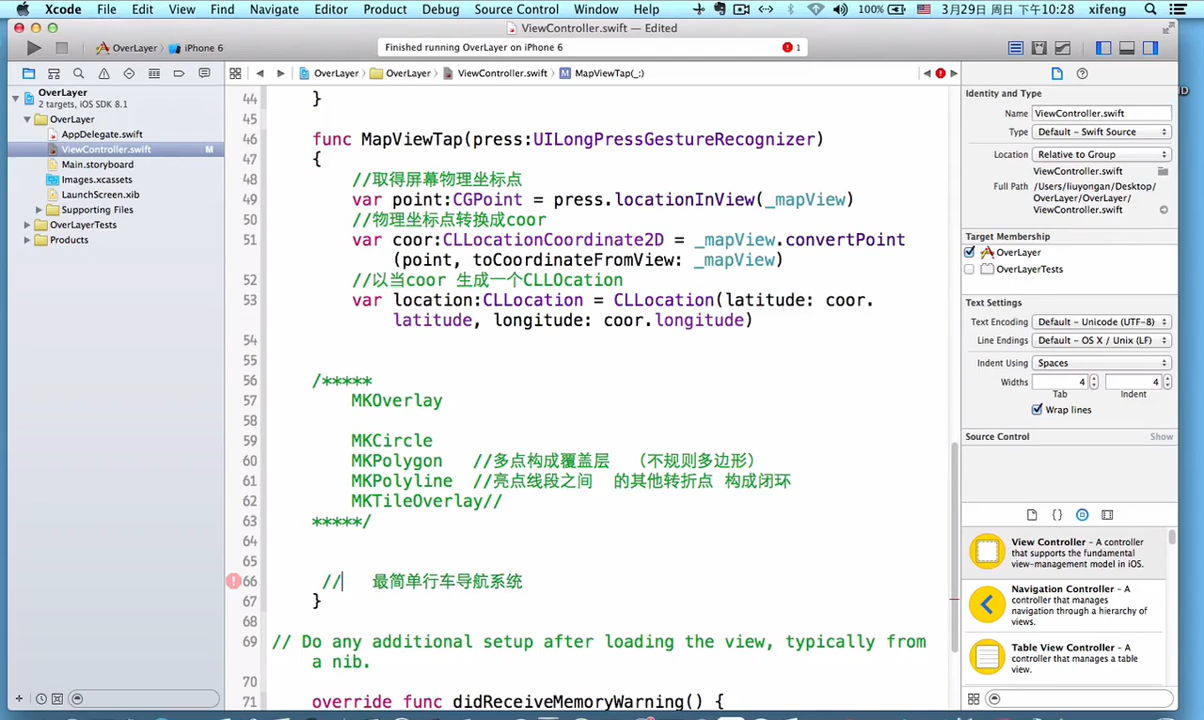 Xcode File Edit View Find Navigate Editor Product Debug Source Control Window Help 100% 3月29日 周日 下午10:28 xifeng
ViewController.swift — Edited
OverLayer iPhone 6 Finished running OverLayer on iPhone 6 1
OverLayer OverLayer ViewController.swift M MapViewTap(_:)
OverLayer
2 targets, iOS SDK 8.1
OverLayer
AppDelegate.swift
ViewController.swift M
Main.storyboard
Images.xcassets
LaunchScreen.xib
Supporting Files
OverLayerTests
Products
44 }
45
46 func MapViewTap(press:UILongPressGestureRecognizer)
47 {
48 //取得屏幕物理坐标点
49 var point:CGPoint = press.locationInView(_mapView)
50 //物理坐标点转换成coor
51 var coor:CLLocationCoordinate2D = _mapView.convertPoint
(point, toCoordinateFromView: _mapView)
52 //以当coor 生成一个CLLOcation
53 var location:CLLocation = CLLocation(latitude: coor.
latitude, longitude: coor.longitude)
54
55
56 /*****
57 MKOverlay
58
59 MKCircle
60 MKPolygon //多点构成覆盖层 （不规则多边形）
61 MKPolyline //亮点线段之间 的其他转折点 构成闭环
62 MKTileOverlay//
63 *****/
64
65
66 // 最简单行车导航系统
67 }
68
69 // Do any additional setup after loading the view, typically from
a nib.
70
71 override func didReceiveMemoryWarning() {
Identity and Type
Name ViewController.swift
Type Default - Swift Source
Location Relative to Group
ViewController.swift
Full Path /Users/liuyongan/Desktop/
OverLayer/OverLayer/
ViewController.swift
Target Membership
OverLayer
OverLayerTests
Text Settings
Text Encoding Default - Unicode (UTF-8)
Line Endings Default - OS X / Unix (LF)
Indent Using Spaces
Widths 4 4
Tab Indent
Wrap lines
Source Control Show
View Controller - A controller
that supports the fundamental
view-management model in iOS.
Navigation Controller - A
controller that manages
navigation through a hierarchy of
views.
Table View Controller - A
controller that manages a table
view.